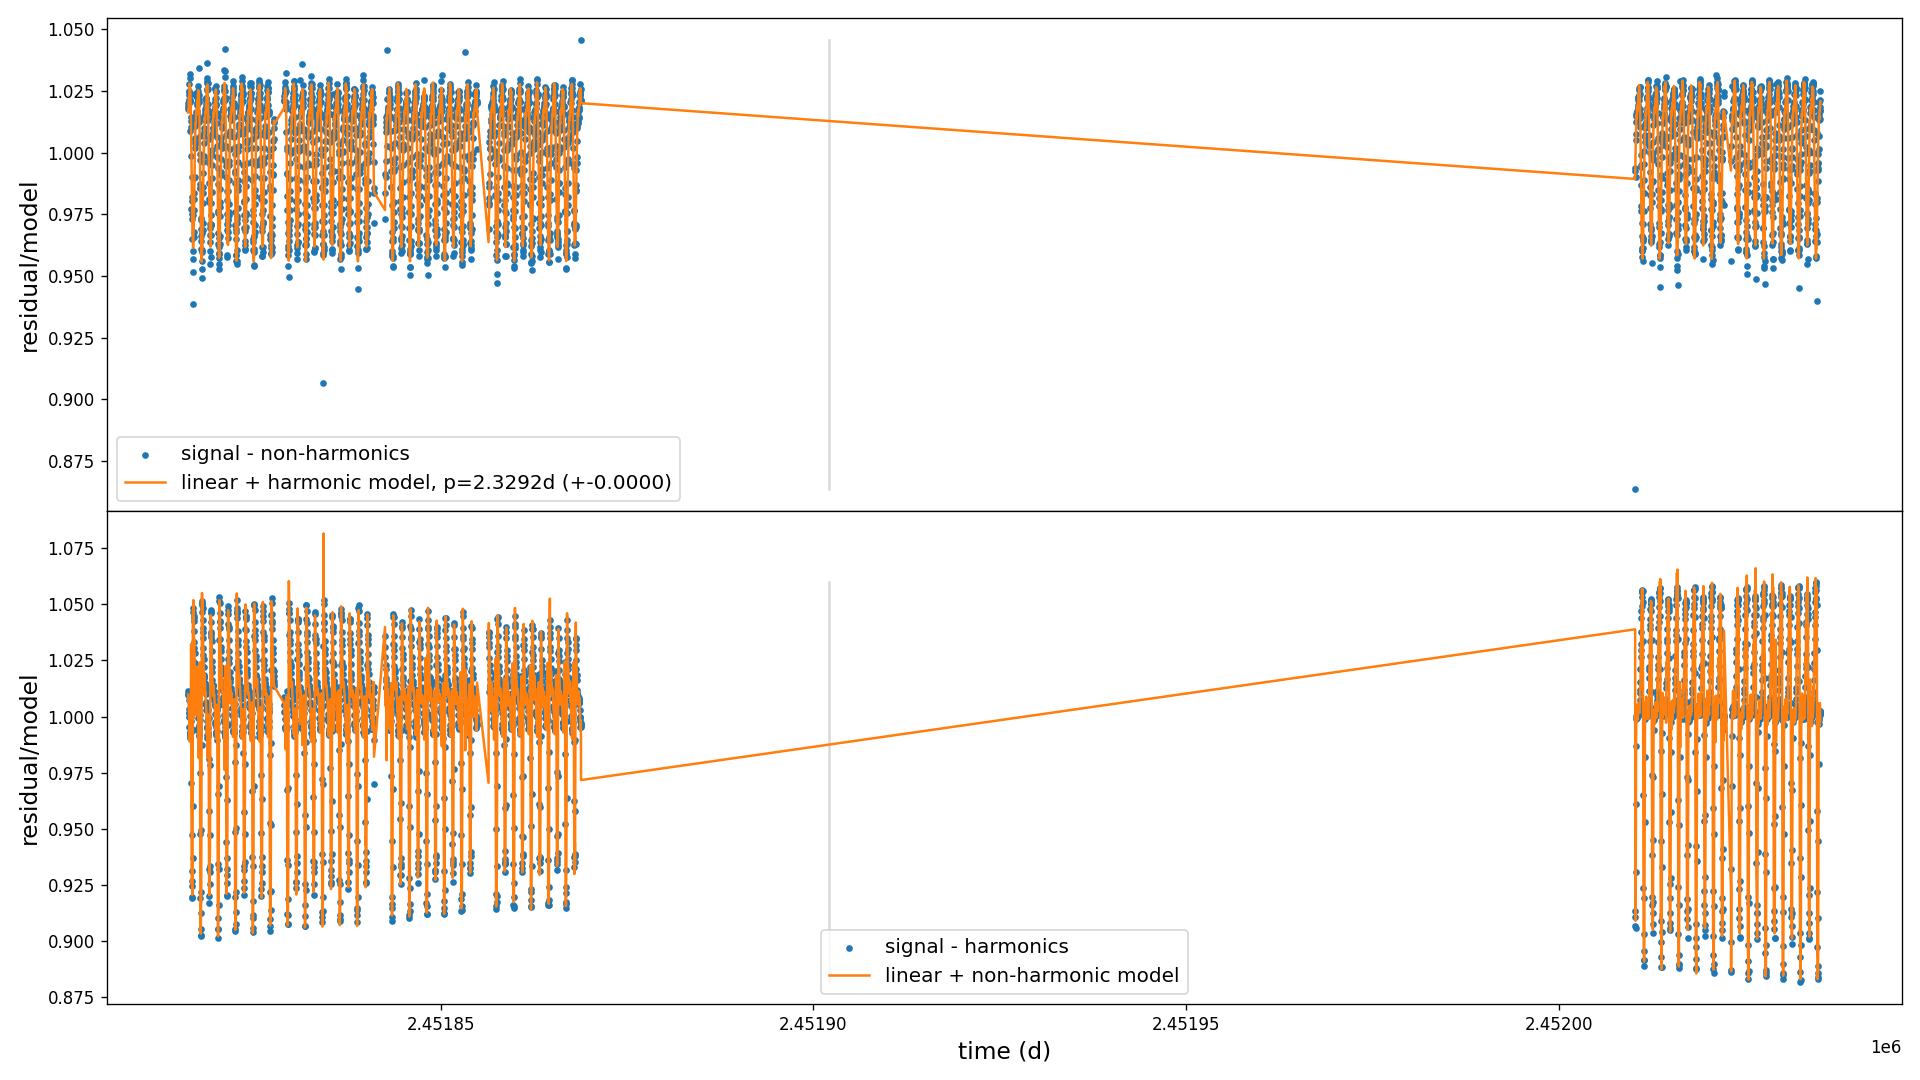 1.050
1.025
1.000
0.975
0.950
0.925
0.900
0.875
residual/model
signal - non-harmonics
linear + harmonic model, p=2.3292d (+-0.0000)
1.075
1.050
1.025
1.000
0.975
0.950
0.925
0.900
0.875
residual/model
signal - harmonics
linear + non-harmonic model
2.45185
2.45190
2.45195
2.45200
1e6
time (d)